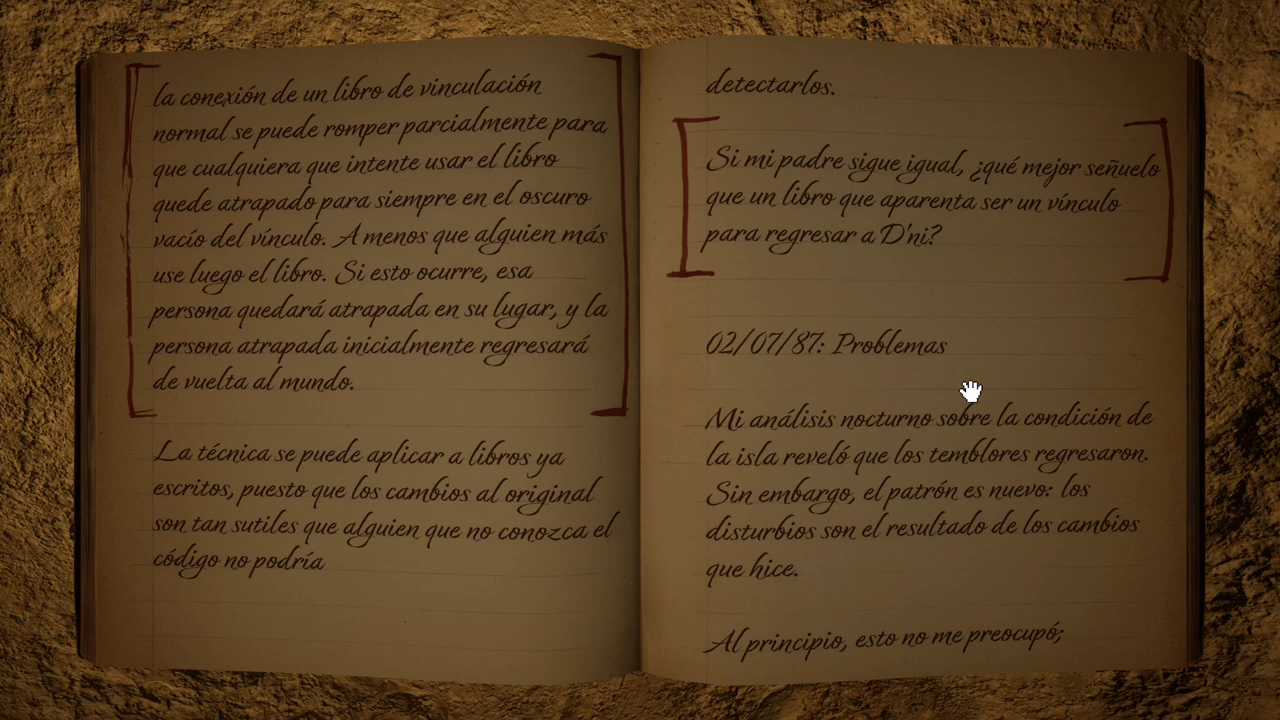 la conexión de un libro de vinculación
normal se puede romper parcialmente para
que cualquiera que intente usar el libro
quede atrapado para siempre en el oscuro
vacío del vínculo. A menos que alguien más
use luego el libro. Si esto ocurre, esa
persona quedará atrapada en su lugar, y la
persona atrapada inicialmente regresará
de vuelta al mundo.
La técnica se puede aplicar a libros ya
escritos, puesto que los cambios al original
son tan sutiles que alguien que no conozca el
código no podría
detectarlos.
Si mi padre sigue igual, ¿qué mejor señuelo
que un libro que aparenta ser un vínculo
para regresar a D'ni?
02/07/87: Problemas
Mi análisis nocturno sobre la condición de
la isla reveló que los temblores regresaron.
Sin embargo, el patrón es nuevo: los
disturbios son el resultado de los cambios
que hice.
Al principio, esto no me preocupó;